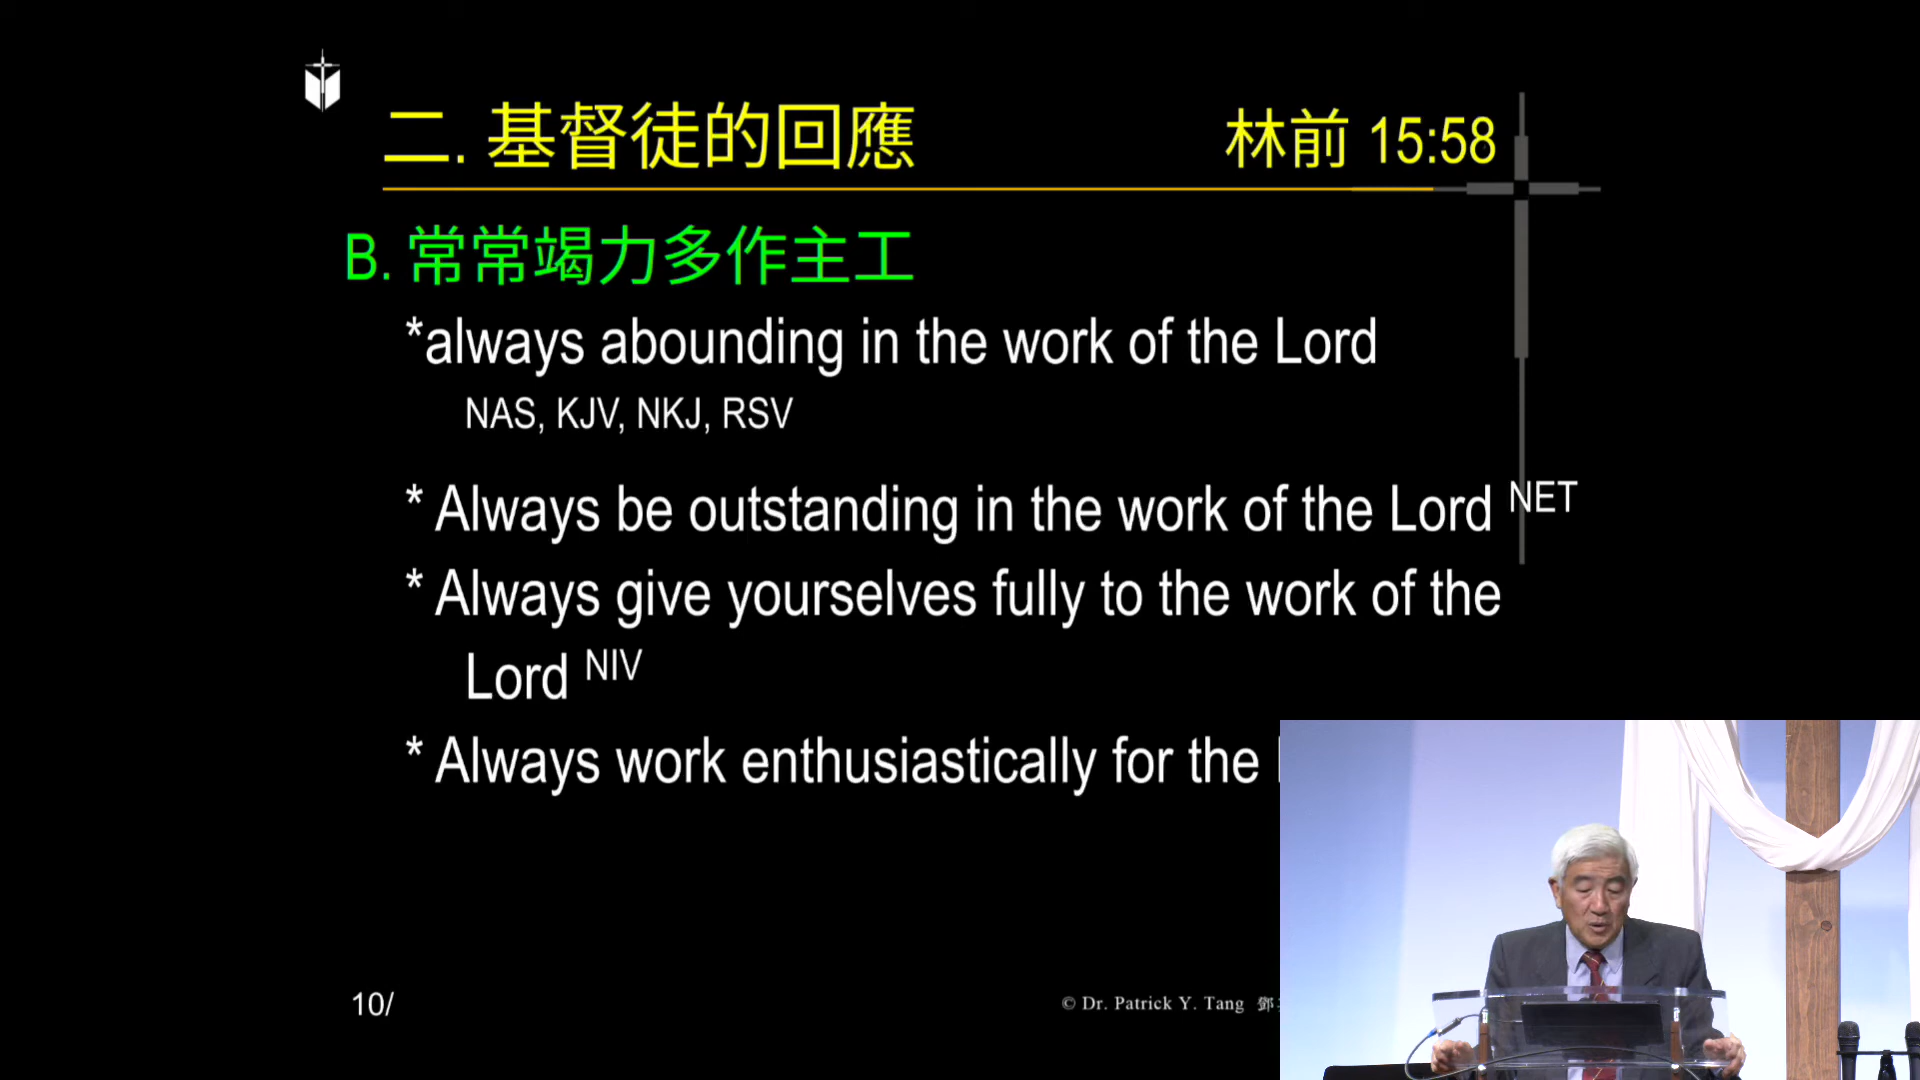 二. 基督徒的回應 林前 15:58
B. 常常竭力多作主工
*always abounding in the work of the Lord
NAS, KJV, NKJ, RSV
* Always be outstanding in the work of the Lord NET
* Always give yourselves fully to the work of the
Lord NIV
* Always work enthusiastically for the
10/
© Dr. Patrick Y. Tang 鄧